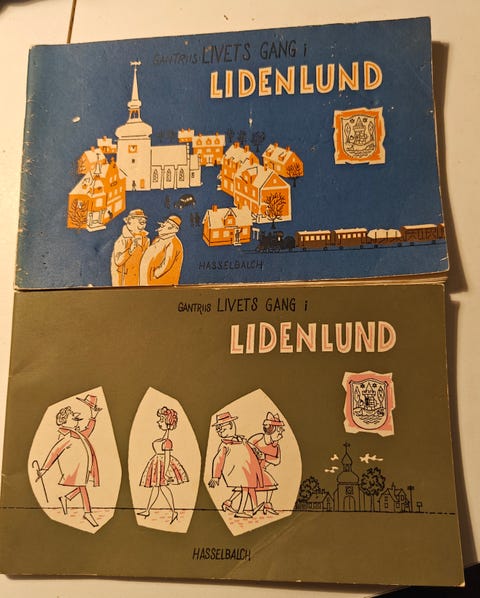 GANTRIIS LIVETS GANG i
LIDENLUND
HASSELBALCH
GANTRIIS LIVETS GANG i
LIDENLUND
HASSELBALCH